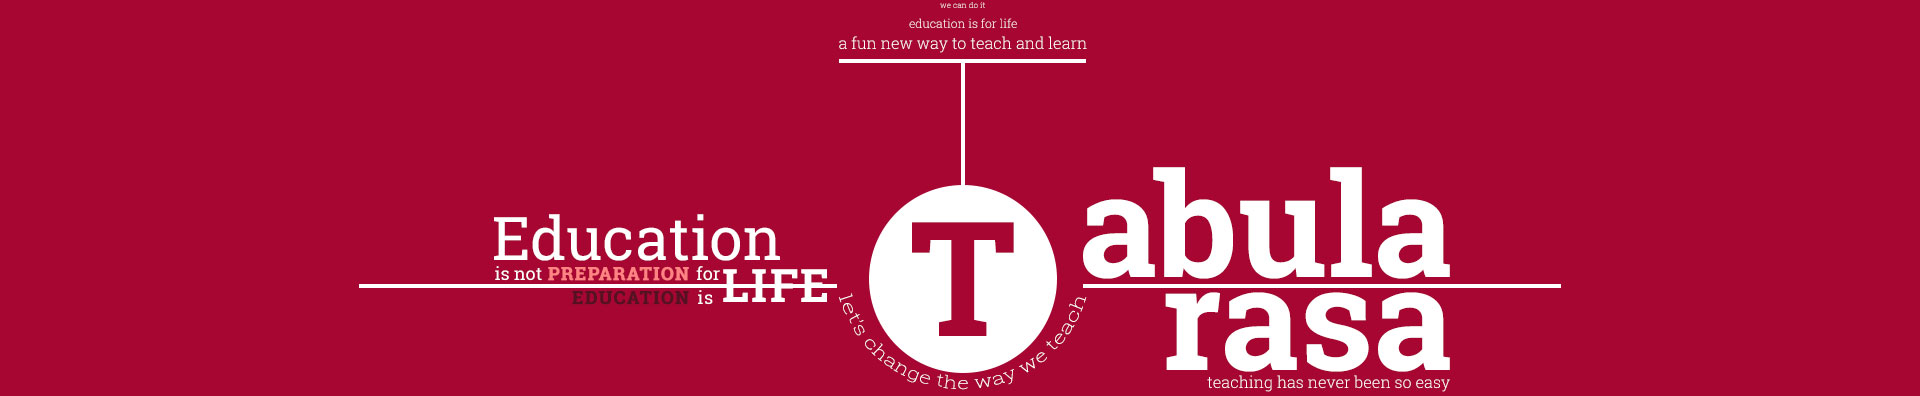 we can do it
education is for life
a fun new way to teach and learn
Education
is not PREPARATION for
EDUCATION is LIFE
T
abula
rasa
let's change the way we teach
teaching has never been so easy